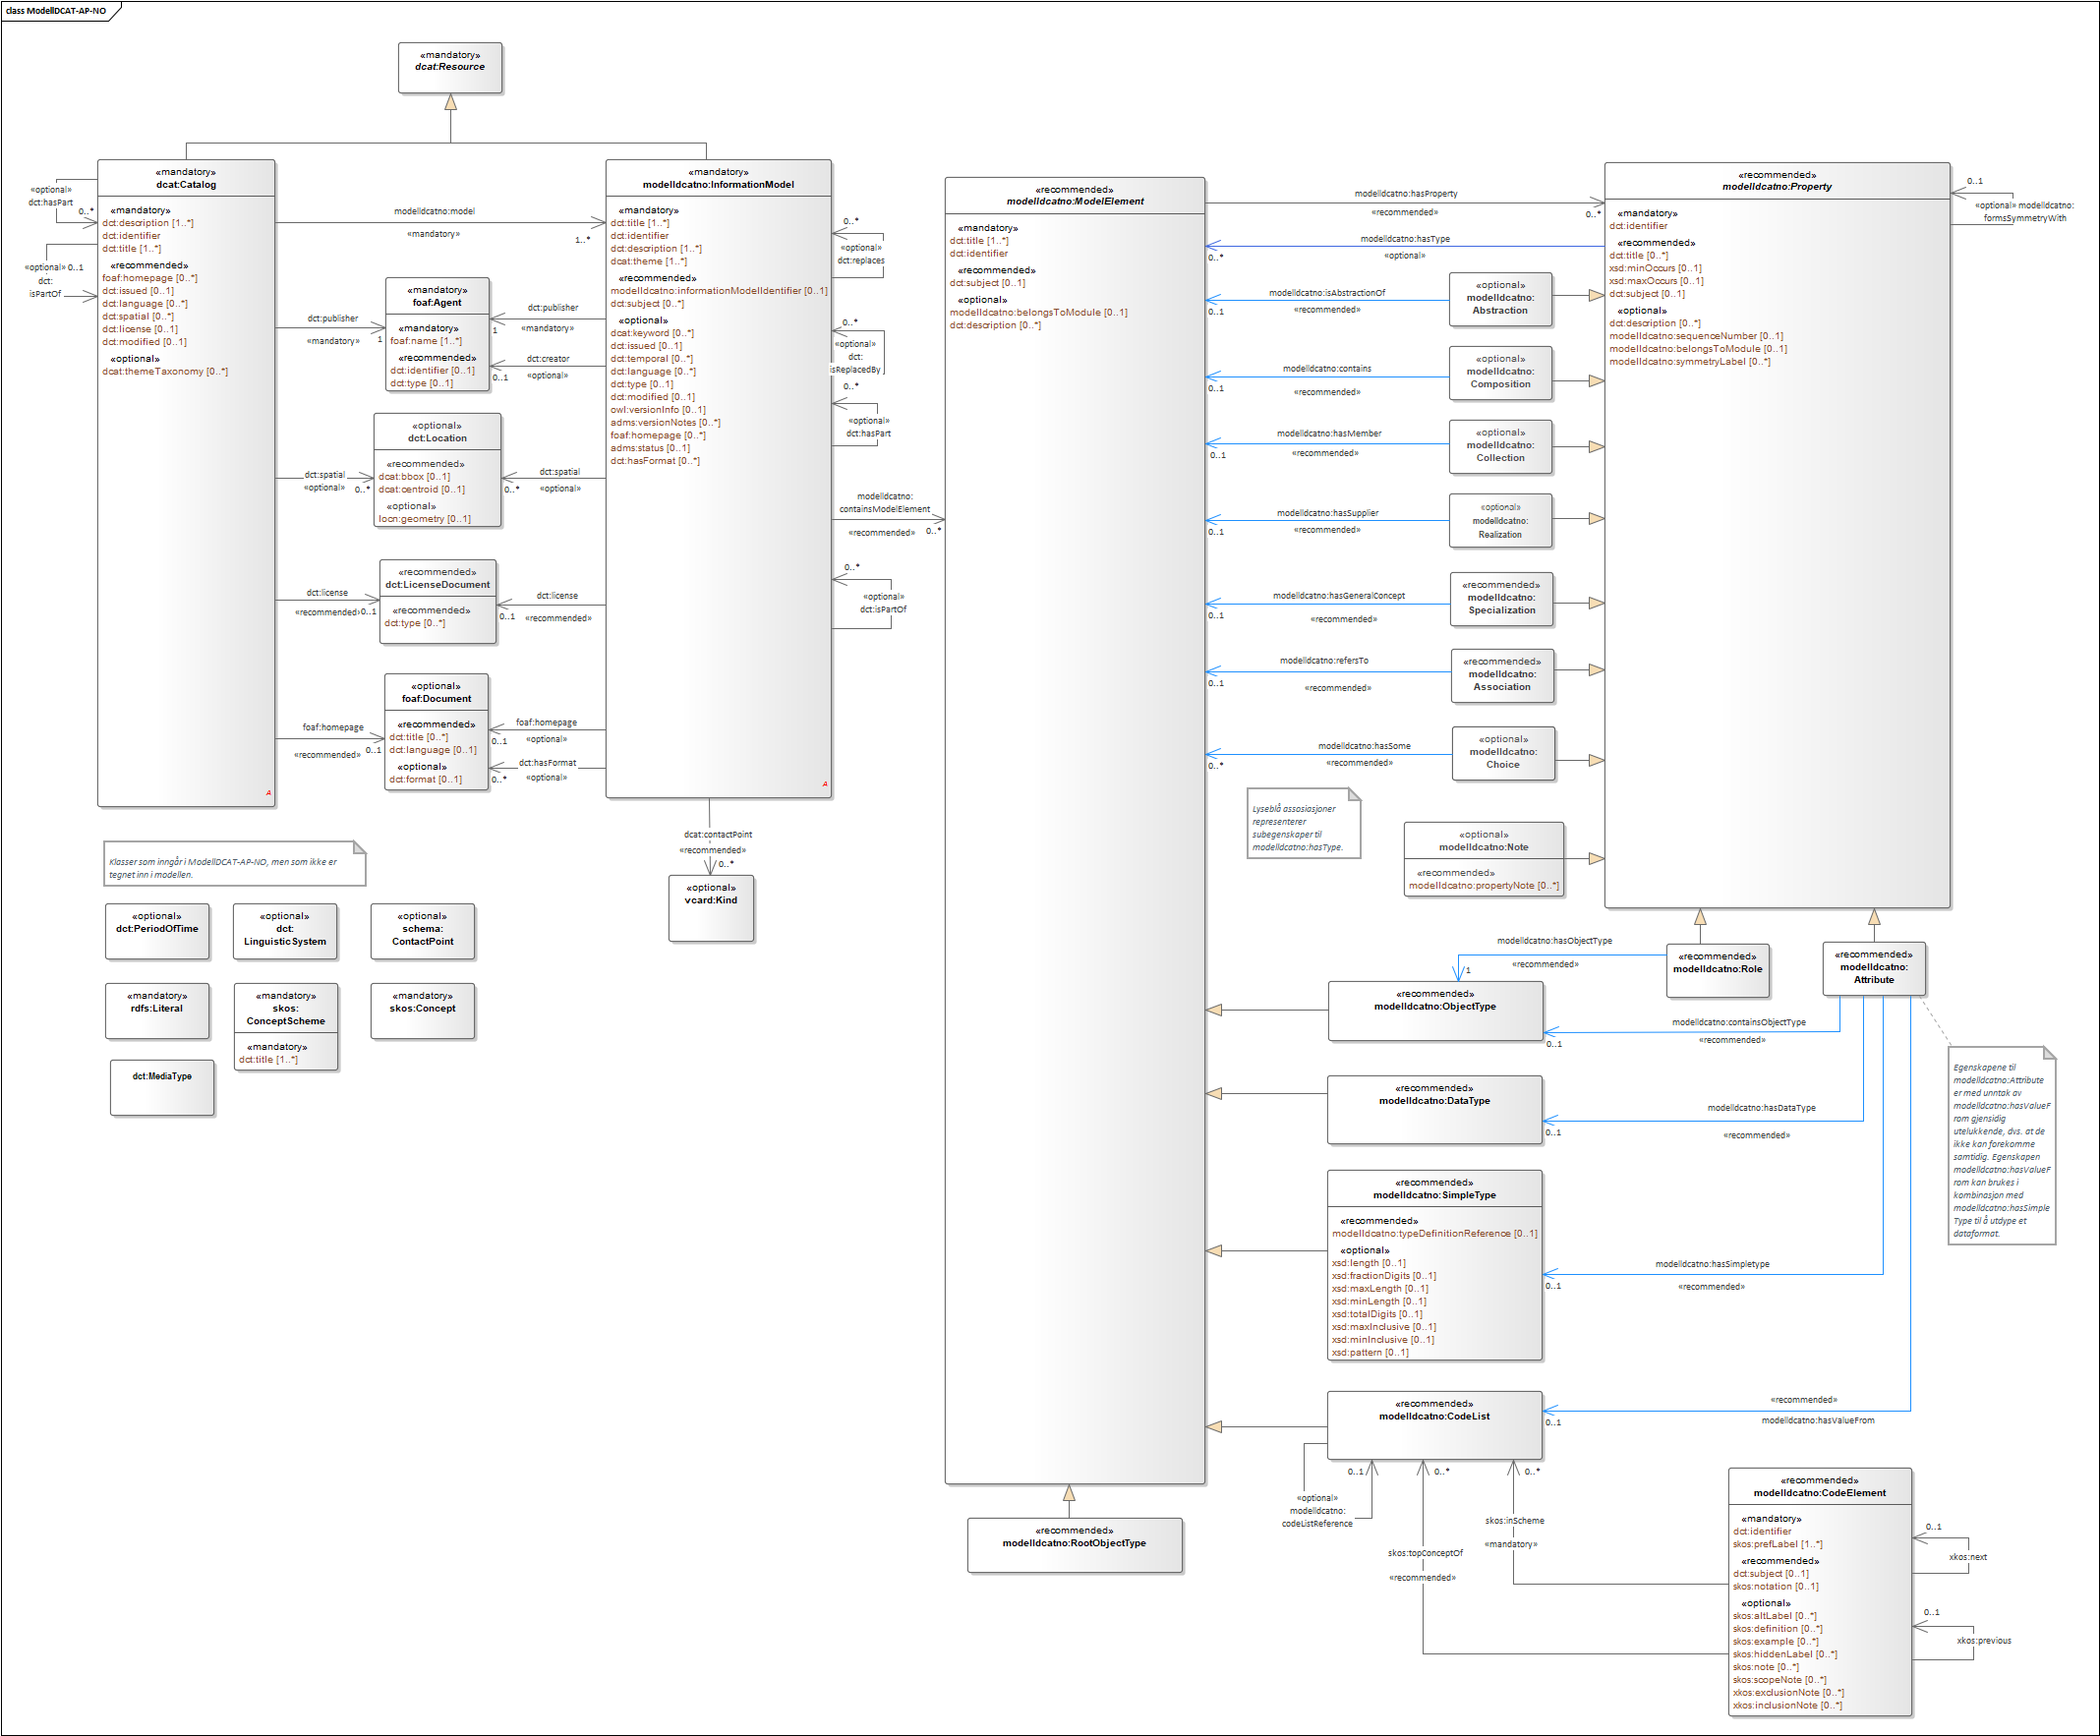 class ModellDCAT-AP-NO
«mandatory»
dcat:Resource
«mandatory»
dcat:Catalog
«mandatory»
dct:description [1..*]
dct:identifier
dct:title [1..*]
«recommended»
foaf:homepage [0..*]
dct:issued [0..1]
dct:language [0..*]
dct:spatial [0..*]
dct:license [0..1]
dct:modified [0..1]
«optional»
dcat:themeTaxonomy [0..*]
A
«optional»
dct:hasPart
0..*
«optional» 0..1
dct:
isPartOf
modelldcatno:model
«mandatory»
1..*
dct:publisher
«mandatory»
1
dct:spatial
«optional»
0..*
dct:license
«recommended»
0..1
foaf:homepage
«recommended»
0..1
«mandatory»
foaf:Agent
«mandatory»
foaf:name [1..*]
«recommended»
dct:identifier [0..1]
dct:type [0..1]
«optional»
dct:Location
«recommended»
dcat:bbox [0..1]
dcat:centroid [0..1]
«optional»
locn:geometry [0..1]
«recommended»
dct:LicenseDocument
«recommended»
dct:type [0..*]
«optional»
foaf:Document
«recommended»
dct:title [0..*]
dct:language [0..1]
«optional»
dct:format [0..1]
dct:publisher
1
«mandatory»
dct:creator
0..1
«optional»
dct:spatial
0..*
«optional»
dct:license
0..1
«recommended»
foaf:homepage
0..1
«optional»
dct:hasFormat
0..*
«optional»
«mandatory»
modelldcatno:InformationModel
«mandatory»
dct:title [1..*]
dct:identifier
dct:description [1..*]
dcat:theme [1..*]
«recommended»
modelldcatno:informationModelIdentifier [0..1]
dct:subject [0..*]
«optional»
dcat:keyword [0..*]
dct:issued [0..1]
dct:temporal [0..*]
dct:language [0..*]
dct:type [0..1]
dct:modified [0..1]
owl:versionInfo [0..1]
adms:versionNotes [0..*]
foaf:homepage [0..*]
adms:status [0..1]
dct:hasFormat [0..*]
A
0..*
«optional»
dct:replaces
0..*
«optional»
dct:
isReplacedBy
0..*
«optional»
dct:hasPart
modelldcatno:
containsModelElement
«recommended»
0..*
0..*
«optional»
dct:isPartOf
dcat:contactPoint
«recommended»
0..*
«optional»
vcard:Kind
Klasser som inngår i ModellDCAT-AP-NO, men som ikke er
tegnet inn i modellen.
«optional»
dct:PeriodOfTime
«optional»
dct:
LinguisticSystem
«optional»
schema:
ContactPoint
«mandatory»
rdfs:Literal
«mandatory»
skos:
ConceptScheme
«mandatory»
dct:title [1..*]
«mandatory»
skos:Concept
dct:MediaType
«recommended»
modelldcatno:ModelElement
«mandatory»
dct:title [1..*]
dct:identifier
«recommended»
dct:subject [0..1]
«optional»
modelldcatno:belongsToModule [0..1]
dct:description [0..*]
modelldcatno:hasProperty
«recommended»
0..*
modelldcatno:hasType
0..*
«optional»
modelldcatno:isAbstractionOf
0..1
«recommended»
modelldcatno:contains
0..1
«recommended»
modelldcatno:hasMember
0..1
«recommended»
modelldcatno:hasSupplier
0..1
«recommended»
modelldcatno:hasGeneralConcept
0..1
«recommended»
modelldcatno:refersTo
0..1
«recommended»
modelldcatno:hasSome
0..*
«recommended»
«optional»
modelldcatno:
Abstraction
«optional»
modelldcatno:
Composition
«optional»
modelldcatno:
Collection
«optional»
modelldcatno:
Realization
«recommended»
modelldcatno:
Specialization
«recommended»
modelldcatno:
Association
«optional»
modelldcatno:
Choice
Lyseblå assosiasjoner
representerer
subegenskaper til
modelldcatno:hasType.
«optional»
modelldcatno:Note
«recommended»
modelldcatno:propertyNote [0..*]
«recommended»
modelldcatno:Property
«mandatory»
dct:identifier
«recommended»
dct:title [0..*]
xsd:minOccurs [0..1]
xsd:maxOccurs [0..1]
dct:subject [0..1]
«optional»
dct:description [0..*]
modelldcatno:sequenceNumber [0..1]
modelldcatno:belongsToModule [0..1]
modelldcatno:symmetryLabel [0..*]
0..1
«optional» modelldcatno:
formsSymmetryWith
modelldcatno:hasObjectType
«recommended»
1
«recommended»
modelldcatno:Role
«recommended»
modelldcatno:
Attribute
«recommended»
modelldcatno:ObjectType
modelldcatno:containsObjectType
0..1
«recommended»
«recommended»
modelldcatno:DataType
modelldcatno:hasDataType
0..1
«recommended»
Egenskapene til
modelldcatno:Attribute
er med unntak av
modelldcatno:hasValueF
rom gjensidig
utelukkende, dvs. at de
ikke kan forekomme
samtidig. Egenskapen
modelldcatno:hasValueF
rom kan brukes i
kombinasjon med
modelldcatno:hasSimple
Type til å utdype et
dataformat.
«recommended»
modelldcatno:SimpleType
«recommended»
modelldcatno:typeDefinitionReference [0..1]
«optional»
xsd:length [0..1]
xsd:fractionDigits [0..1]
xsd:maxLength [0..1]
xsd:minLength [0..1]
xsd:totalDigits [0..1]
xsd:maxInclusive [0..1]
xsd:minInclusive [0..1]
xsd:pattern [0..1]
modelldcatno:hasSimpletype
0..1
«recommended»
«recommended»
modelldcatno:CodeList
«recommended»
0..1
modelldcatno:hasValueFrom
0..1
0..*
0..*
«optional»
modelldcatno:
codeListReference
skos:inScheme
«mandatory»
skos:topConceptOf
«recommended»
«recommended»
modelldcatno:RootObjectType
«recommended»
modelldcatno:CodeElement
«mandatory»
dct:identifier
skos:prefLabel [1..*]
«recommended»
dct:subject [0..1]
skos:notation [0..1]
«optional»
skos:altLabel [0..*]
skos:definition [0..*]
skos:example [0..*]
skos:hiddenLabel [0..*]
skos:note [0..*]
skos:scopeNote [0..*]
xkos:exclusionNote [0..*]
xkos:inclusionNote [0..*]
0..1
xkos:next
0..1
xkos:previous